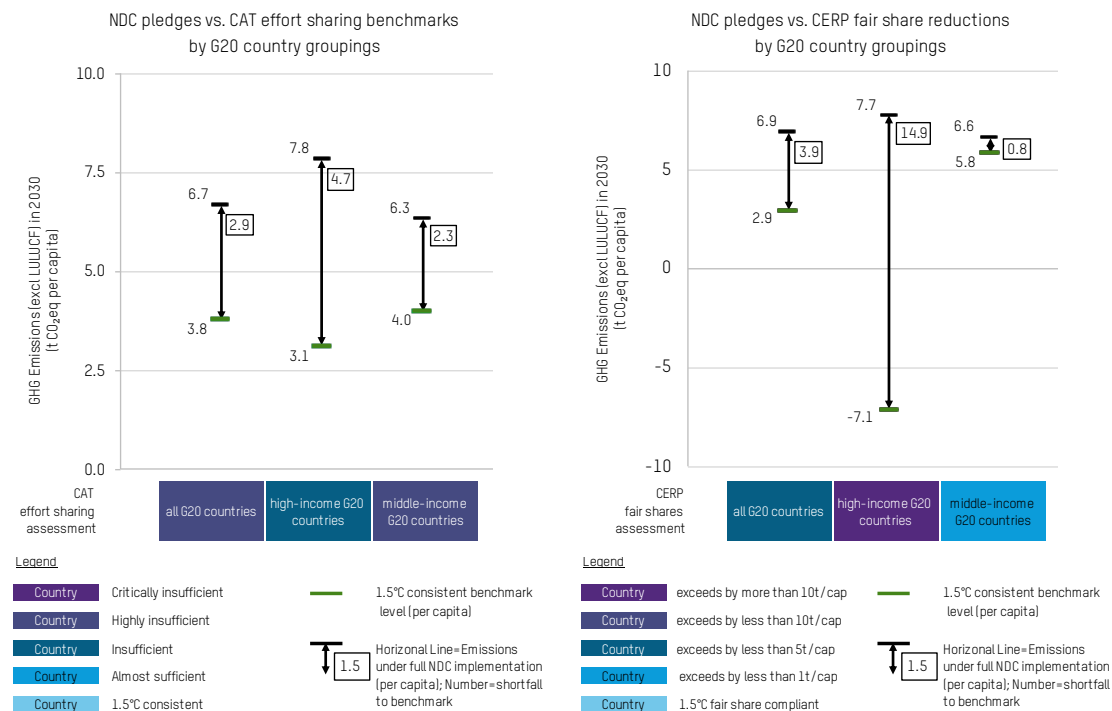 NDC pledges vs. CAT effort sharing benchmarks
by G20 country groupings
GHG Emissions (excl LULUCF) in 2030
(t CO₂eq per capita)
10.0
7.5
5.0
2.5
0.0
6.7
2.9
3.8
7.8
4.7
3.1
6.3
2.3
4.0
CAT
effort sharing
assessment
all G20 countries
high-income G20
countries
middle-income
G20 countries
Legend
Country Critically insufficient
Country Highly insufficient
Country Insufficient
Country Almost sufficient
Country 1.5°C consistent
1.5°C consistent benchmark
level (per capita)
1.5
Horizonal Line=Emissions
under full NDC implementation
(per capita); Number=shortfall
to benchmark
NDC pledges vs. CERP fair share reductions
by G20 country groupings
GHG Emissions (excl LULUCF) in 2030
(t CO₂eq per capita)
10
5
0
-5
-10
6.9
3.9
2.9
7.7
14.9
-7.1
6.6
0.8
5.8
CERP
fair shares
assessment
all G20 countries
high-income G20
countries
middle-income
G20 countries
Legend
Country exceeds by more than 10t/cap
Country exceeds by less than 10t/cap
Country exceeds by less than 5t/cap
Country exceeds by less than 1t/cap
Country 1.5°C fair share compliant
1.5°C consistent benchmark
level (per capita)
1.5
Horizonal Line=Emissions
under full NDC implementation
(per capita); Number=shortfall
to benchmark